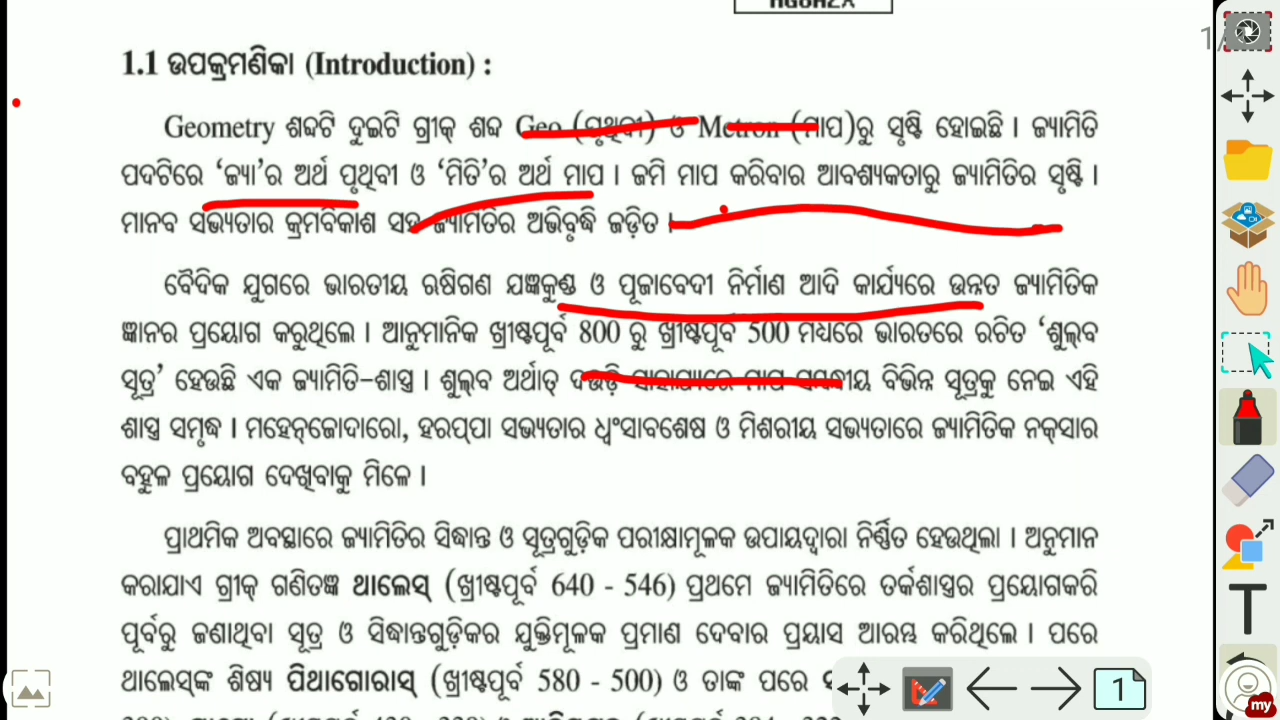 1.1 ଉପକ୍ରମଣିକା (Introduction) :
1/
Geometry ଶବ୍ଦଟି ଦୁଇଟି ଗ୍ରୀକ୍ ଶବ୍ଦ Geo (ପୃଥିବୀ) ଓ Metron (ମାପ)ରୁ ସୃଷ୍ଟି ହୋଇଛି । ଜ୍ୟାମିତି
ପଦଟିରେ ‘ଜ୍ୟା’ର ଅର୍ଥ ପୃଥିବୀ ଓ ‘ମିତି’ର ଅର୍ଥ ମାପ । ଜମି ମାପ କରିବାର ଆବଶ୍ୟକତାରୁ ଜ୍ୟାମିତିର ସୃଷ୍ଟି ।
ମାନବ ସଭ୍ୟତାର କ୍ରମବିକାଶ ସହ ଜ୍ୟାମିତିର ଅଭିବୃଦ୍ଧି ଜଡ଼ିତ ।
ବୈଦିକ ଯୁଗରେ ଭାରତୀୟ ଋଷିଗଣ ଯଜ୍ଞକୁଣ୍ଡ ଓ ପୂଜାବେଦୀ ନିର୍ମାଣ ଆଦି କାର୍ଯ୍ୟରେ ଉନ୍ନତ ଜ୍ୟାମିତିକ
ଜ୍ଞାନର ପ୍ରୟୋଗ କରୁଥିଲେ । ଆନୁମାନିକ ଖ୍ରୀଷ୍ଟପୂର୍ବ 800 ରୁ ଖ୍ରୀଷ୍ଟପୂର୍ବ 500 ମଧ୍ୟରେ ଭାରତରେ ରଚିତ ‘ଶୁଲ୍‌ବ
ସୂତ୍ର’ ହେଉଛି ଏକ ଜ୍ୟାମିତି-ଶାସ୍ତ୍ର । ଶୁଲ୍‌ବ ଅର୍ଥାତ୍ ଦଉଡ଼ି ସାହାଯ୍ୟରେ ମାପ ସମ୍ବନ୍ଧୀୟ ବିଭିନ୍ନ ସୂତ୍ରକୁ ନେଇ ଏହି
ଶାସ୍ତ୍ର ସମୃଦ୍ଧ । ମହେନ୍‌ଜୋଦାରୋ, ହରପ୍‌ପା ସଭ୍ୟତାର ଧ୍ୱଂସାବଶେଷ ଓ ମିଶରୀୟ ସଭ୍ୟତାରେ ଜ୍ୟାମିତିକ ନକ୍‌ସାର
ବହୁଳ ପ୍ରୟୋଗ ଦେଖିବାକୁ ମିଳେ ।
ପ୍ରାଥମିକ ଅବସ୍ଥାରେ ଜ୍ୟାମିତିର ସିଦ୍ଧାନ୍ତ ଓ ସୂତ୍ରଗୁଡ଼ିକ ପରୀକ୍ଷାମୂଳକ ଉପାୟଦ୍ୱାରା ନିର୍ଣ୍ଣିତ ହେଉଥିଲା । ଅନୁମାନ
କରାଯାଏ ଗ୍ରୀକ୍ ଗଣିତଜ୍ଞ ଥାଲେସ୍ (ଖ୍ରୀଷ୍ଟପୂର୍ବ 640 - 546) ପ୍ରଥମେ ଜ୍ୟାମିତିରେ ତର୍କଶାସ୍ତ୍ରର ପ୍ରୟୋଗକରି
ପୂର୍ବରୁ ଜଣାଥିବା ସୂତ୍ର ଓ ସିଦ୍ଧାନ୍ତଗୁଡ଼ିକର ଯୁକ୍ତିମୂଳକ ପ୍ରମାଣ ଦେବାର ପ୍ରୟାସ ଆରମ୍ଭ କରିଥିଲେ । ପରେ
ଥାଲେସ୍‌ଙ୍କ ଶିଷ୍ୟ ପିଥାଗୋରାସ୍ (ଖ୍ରୀଷ୍ଟପୂର୍ବ 580 - 500) ଓ ତାଙ୍କ ପରେ
1
T
my